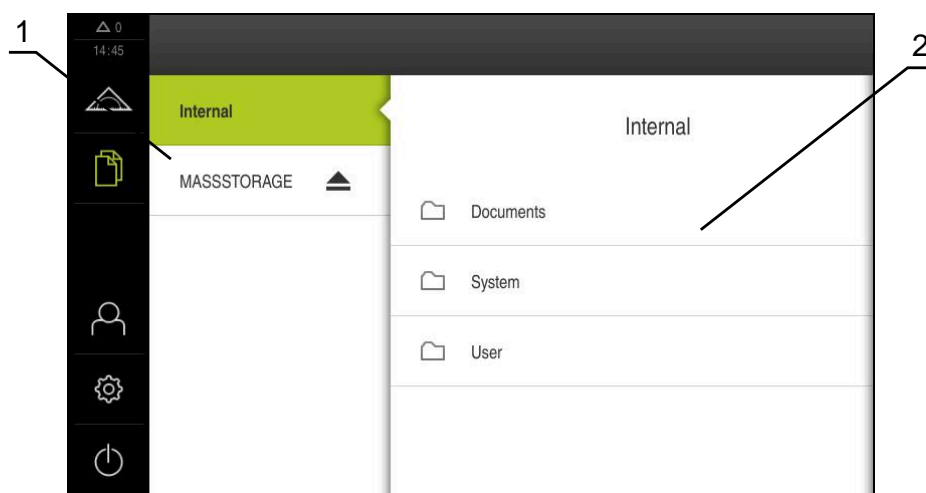 1
0
14:45
2
Internal
MASSSTORAGE
Internal
Documents
System
User